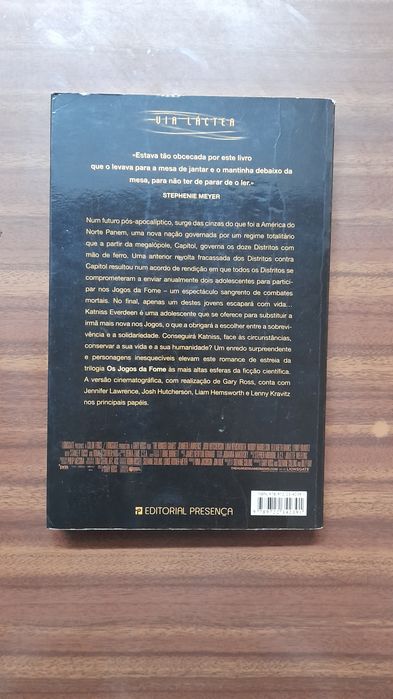 VIA LÁCTEA
«Estava tão obcecada por este livro
que o levava para a mesa de jantar e o mantinha debaixo da
mesa, para não ter de parar de o ler.»
STEPHENIE MEYER
Num futuro pós-apocalíptico, surge das cinzas do que foi a América do
Norte Panem, uma nova nação governada por um regime totalitário
que a partir da megalópole, Capitol, governa os doze Distritos com
mão de ferro. Uma anterior revolta fracassada dos Distritos contra
Capitol resultou num acordo de rendição em que todos os Distritos se
comprometeram a enviar anualmente dois adolescentes para partici-
par nos Jogos da Fome – um espectáculo sangrento de combates
mortais. No final, apenas um destes jovens escapará com vida…
Katniss Everdeen é uma adolescente que se oferece para substituir a
irmã mais nova nos Jogos, o que a obrigará a escolher entre a sobrevi-
vência e a solidariedade. Conseguirá Katniss, face às circunstâncias,
conservar a sua vida e a sua humanidade? Um enredo surpreendente
e personagens inesquecíveis elevam este romance de estreia da
trilogia Os Jogos da Fome às mais altas esferas da ficção científica.
A versão cinematográfica, com realização de Gary Ross, conta com
Jennifer Lawrence, Josh Hutcherson, Liam Hemsworth e Lenny Kravitz
nos principais papéis.
LIONSGATE
EDITORIAL PRESENÇA